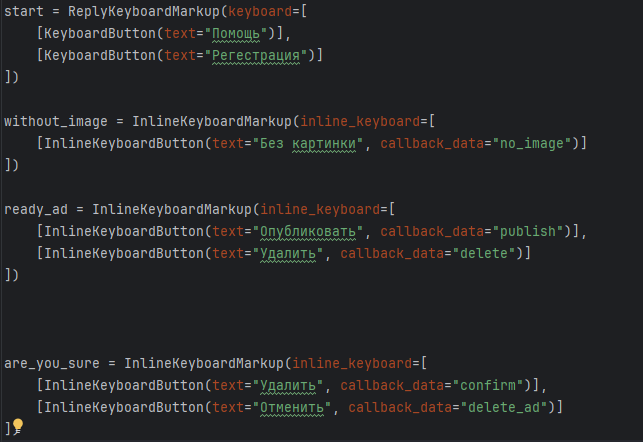 start = ReplyKeyboardMarkup(keyboard=[
    [KeyboardButton(text="Помощь")],
    [KeyboardButton(text="Регестрация")]
])
without_image = InlineKeyboardMarkup(inline_keyboard=[
    [InlineKeyboardButton(text="Без картинки", callback_data="no_image")]
])
ready_ad = InlineKeyboardMarkup(inline_keyboard=[
    [InlineKeyboardButton(text="Опубликовать", callback_data="publish")],
    [InlineKeyboardButton(text="Удалить", callback_data="delete")]
])
are_you_sure = InlineKeyboardMarkup(inline_keyboard=[
    [InlineKeyboardButton(text="Удалить", callback_data="confirm")],
    [InlineKeyboardButton(text="Отменить", callback_data="delete_ad")]
])